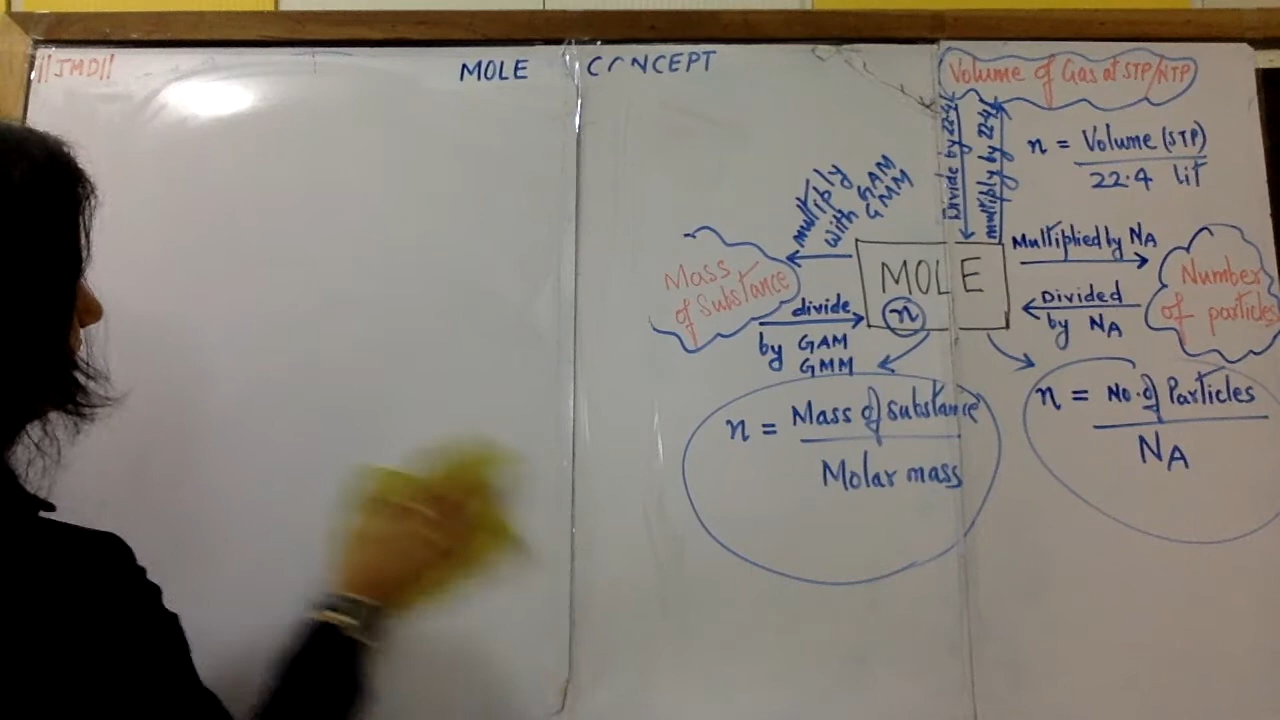 ||JMD||
MOLE CONCEPT
Volume of Gas at STP/NTP
Divide by 22.4
multiply by 22.4
n = Volume (STP)
22.4 lit
multiply
with GAM
GMM
Mass
of Substance
divide
by GAM
GMM
MOLE
n
Multiplied by NA
Divided
by NA
Number
of particles
n = Mass of substance
Molar mass
n = No. of Particles
NA